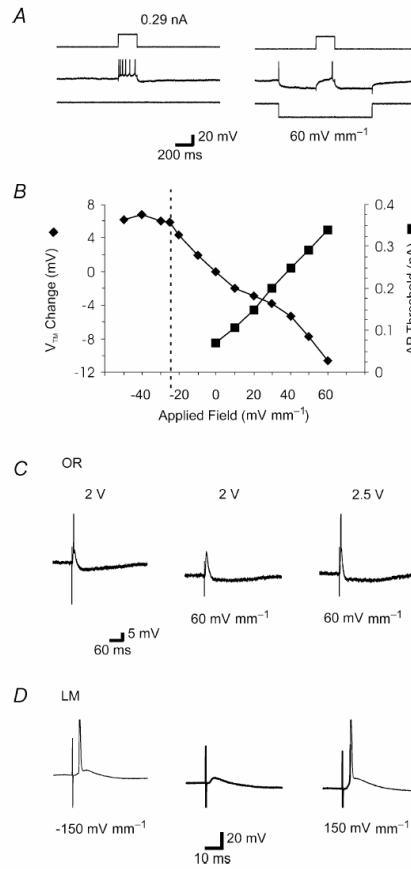 A
0.29 nA
20 mV
200 ms
60 mV mm⁻¹
B
8
4
0
-4
-8
-12
V™ Change (mV)
0.4
0.3
0.2
0.1
0
-60 -40 -20 0 20 40 60
Applied Field (mV mm⁻¹)
C OR
2 V 2 V 2.5 V
5 mV
60 ms
60 mV mm⁻¹ 60 mV mm⁻¹
D LM
-150 mV mm⁻¹ 150 mV mm⁻¹
20 mV
10 ms